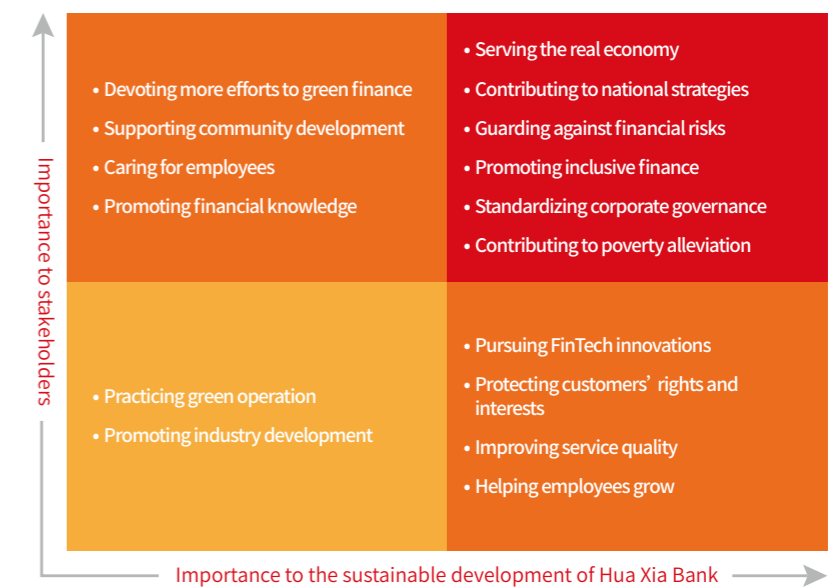 Importance to stakeholders
• Devoting more efforts to green finance
• Supporting community development
• Caring for employees
• Promoting financial knowledge
• Serving the real economy
• Contributing to national strategies
• Guarding against financial risks
• Promoting inclusive finance
• Standardizing corporate governance
• Contributing to poverty alleviation
• Practicing green operation
• Promoting industry development
• Pursuing FinTech innovations
• Protecting customers’ rights and
interests
• Improving service quality
• Helping employees grow
Importance to the sustainable development of Hua Xia Bank